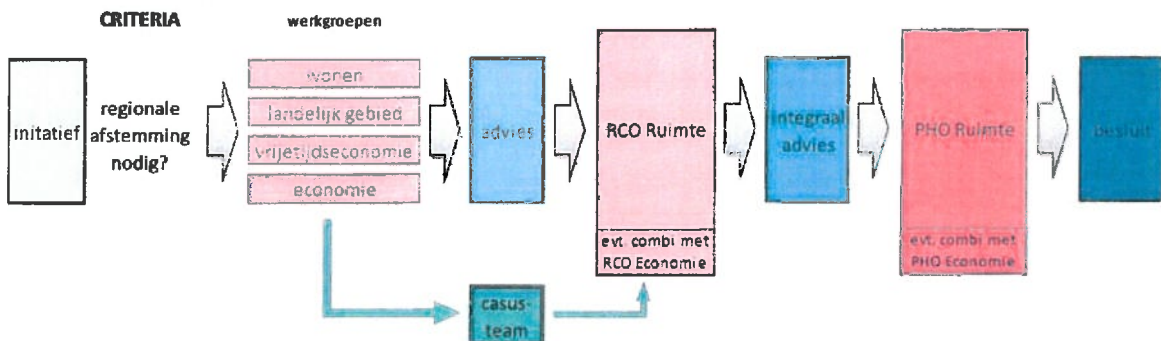 CRITERIA
werkgroepen
initatief
regionale
afstemming
nodig?
wonen
landelijk gebied
vrijetijdseconomie
economie
advies
RCO Ruimte
evt. combi met
RCO Economie
integraal
advies
PHO Ruimte
evt. combi met
PHO Economie
besluit
casus-
team